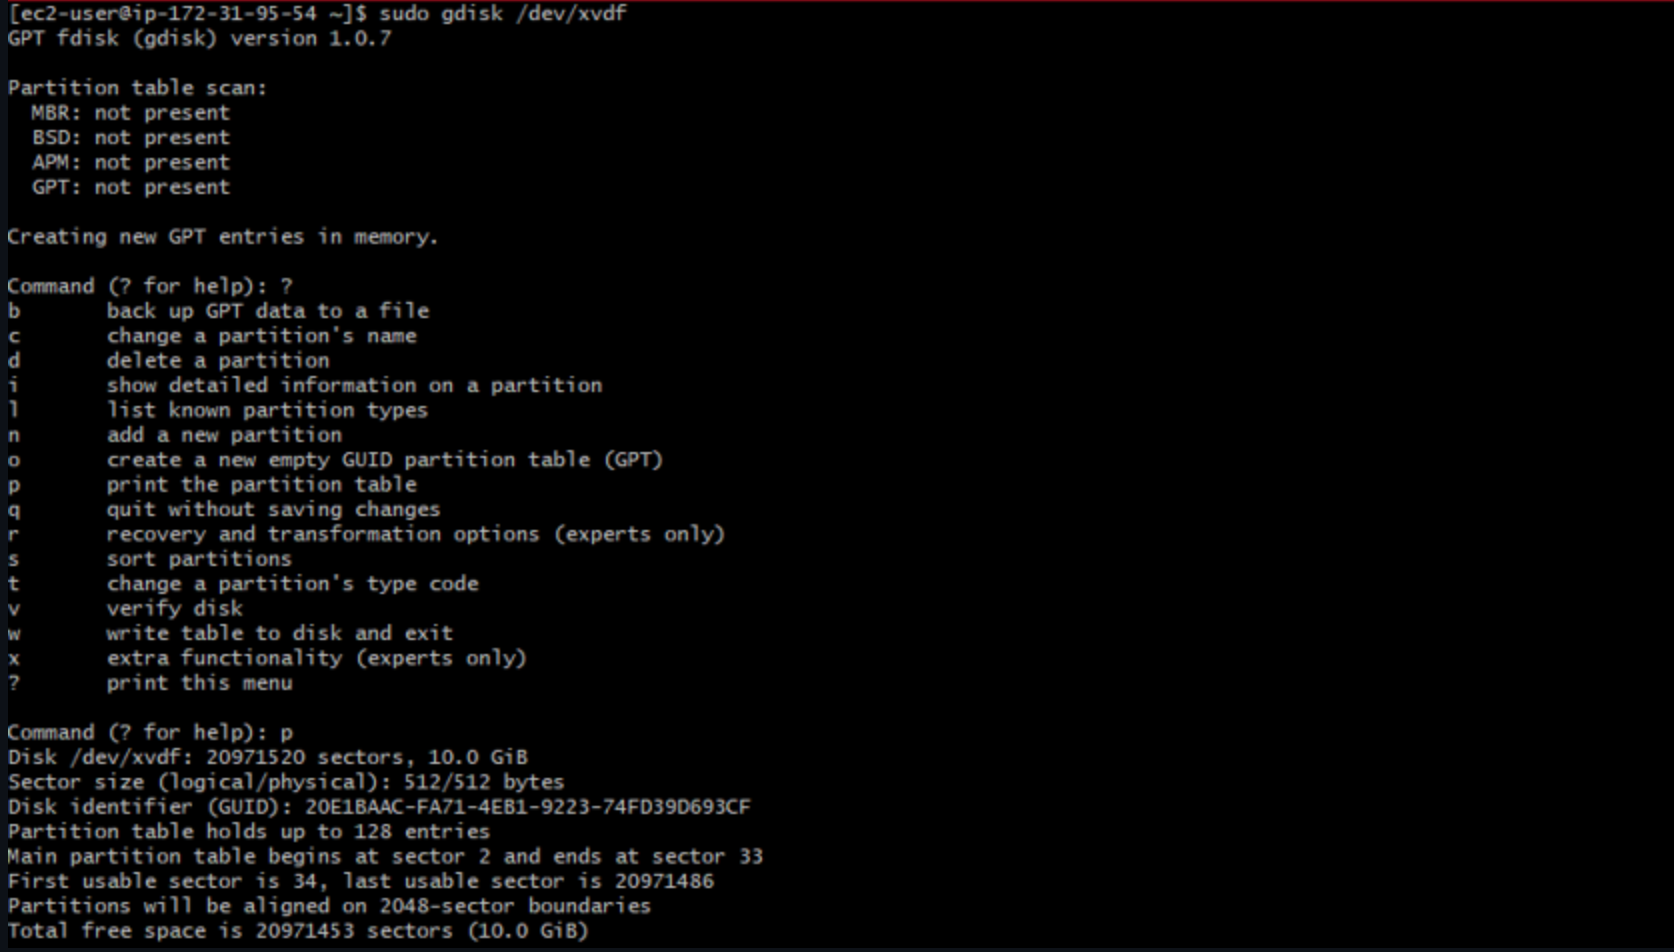 [ec2-user@ip-172-31-95-54 ~]$ sudo gdisk /dev/xvdf
GPT fdisk (gdisk) version 1.0.7
Partition table scan:
MBR: not present
BSD: not present
APM: not present
GPT: not present
Creating new GPT entries in memory.
Command (? for help): ?
b back up GPT data to a file
c change a partition's name
d delete a partition
i show detailed information on a partition
l list known partition types
n add a new partition
o create a new empty GUID partition table (GPT)
p print the partition table
q quit without saving changes
r recovery and transformation options (experts only)
s sort partitions
t change a partition's type code
v verify disk
w write table to disk and exit
x extra functionality (experts only)
? print this menu
Command (? for help): p
Disk /dev/xvdf: 20971520 sectors, 10.0 GiB
Sector size (logical/physical): 512/512 bytes
Disk identifier (GUID): 20E1BAAC-FA71-4EB1-9223-74FD39D693CF
Partition table holds up to 128 entries
Main partition table begins at sector 2 and ends at sector 33
First usable sector is 34, last usable sector is 20971486
Partitions will be aligned on 2048-sector boundaries
Total free space is 20971453 sectors (10.0 GiB)